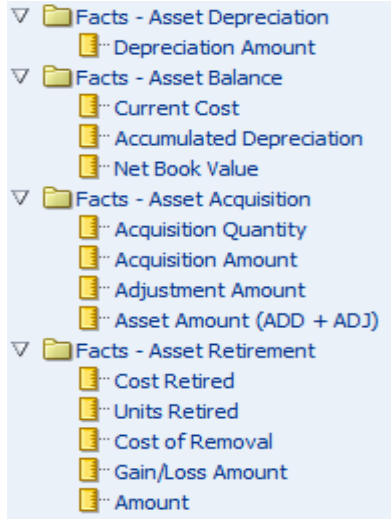 Facts - Asset Depreciation
Depreciation Amount
Facts - Asset Balance
Current Cost
Accumulated Depreciation
Net Book Value
Facts - Asset Acquisition
Acquisition Quantity
Acquisition Amount
Adjustment Amount
Asset Amount (ADD + ADJ)
Facts - Asset Retirement
Cost Retired
Units Retired
Cost of Removal
Gain/Loss Amount
Amount